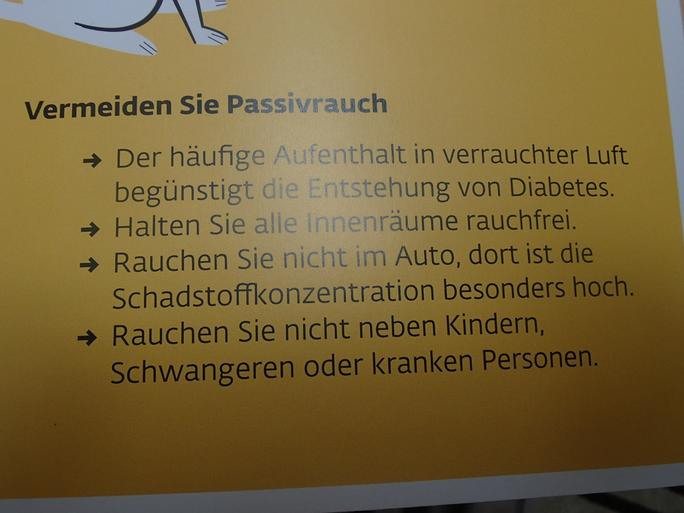 Vermeiden Sie Passivrauch
→ Der häufige Aufenthalt in verrauchter Luft
begünstigt die Entstehung von Diabetes.
→ Halten Sie alle Innenräume rauchfrei.
→ Rauchen Sie nicht im Auto, dort ist die
Schadstoffkonzentration besonders hoch.
→ Rauchen Sie nicht neben Kindern,
Schwangeren oder kranken Personen.